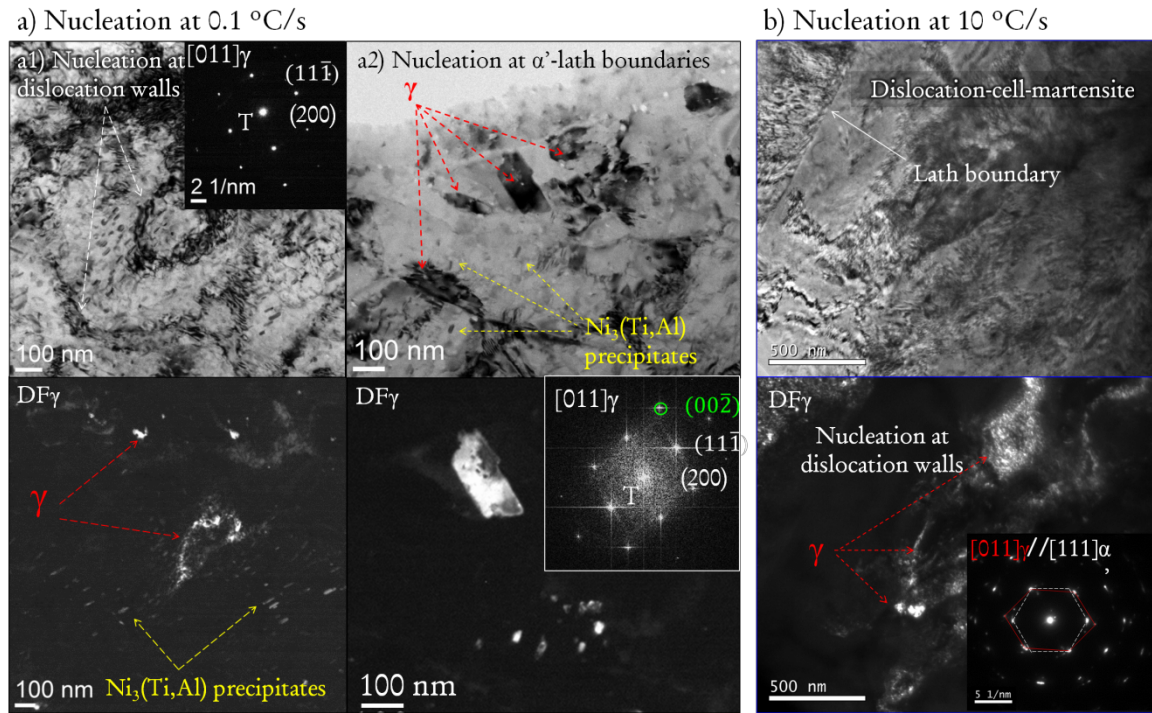 a) Nucleation at 0.1 ºC/s
b) Nucleation at 10 ºC/s
a1) Nucleation at
dislocation walls
[011]γ
(111̅)
(200)
T
2 1/nm
100 nm
a2) Nucleation at α’-lath boundaries
γ
Ni₃(Ti,Al)
precipitates
100 nm
Dislocation-cell-martensite
Lath boundary
500 nm
DFγ
γ
Ni₃(Ti,Al) precipitates
100 nm
DFγ
[011]γ
(002̅)
(111̅)
(200)
T
100 nm
DFγ
Nucleation at
dislocation walls
γ
[011]γ//[111]α’
500 nm
5 1/nm